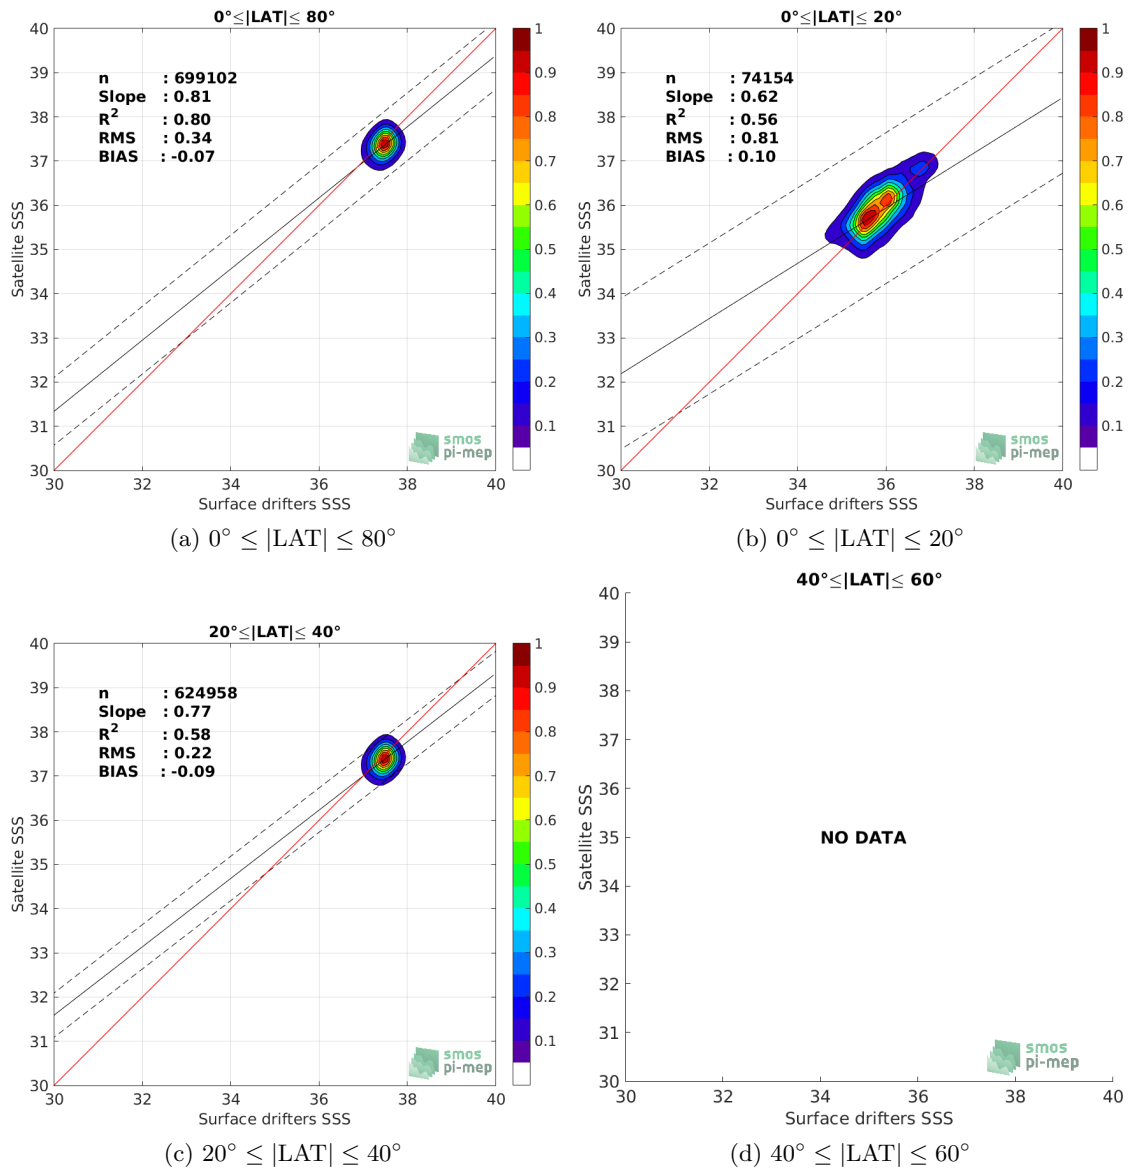 0°≤|LAT|≤ 80°
n : 699102
Slope : 0.81
R2 : 0.80
RMS : 0.34
BIAS : -0.07
40
39
38
37
36
35
34
33
32
31
30
Satellite SSS
30 32 34 36 38 40
Surface drifters SSS
1
0.9
0.8
0.7
0.6
0.5
0.4
0.3
0.2
0.1
smos
pi-mep
(a) 0° ≤ |LAT| ≤ 80°
0°≤|LAT|≤ 20°
n : 74154
Slope : 0.62
R2 : 0.56
RMS : 0.81
BIAS : 0.10
40
39
38
37
36
35
34
33
32
31
30
Satellite SSS
30 32 34 36 38 40
Surface drifters SSS
1
0.9
0.8
0.7
0.6
0.5
0.4
0.3
0.2
0.1
smos
pi-mep
(b) 0° ≤ |LAT| ≤ 20°
20°≤|LAT|≤ 40°
n : 624958
Slope : 0.77
R2 : 0.58
RMS : 0.22
BIAS : -0.09
40
39
38
37
36
35
34
33
32
31
30
Satellite SSS
30 32 34 36 38 40
Surface drifters SSS
1
0.9
0.8
0.7
0.6
0.5
0.4
0.3
0.2
0.1
smos
pi-mep
(c) 20° ≤ |LAT| ≤ 40°
40°≤|LAT|≤ 60°
40
39
38
37
36
35
34
33
32
31
30
Satellite SSS
NO DATA
30 32 34 36 38 40
Surface drifters SSS
smos
pi-mep
(d) 40° ≤ |LAT| ≤ 60°